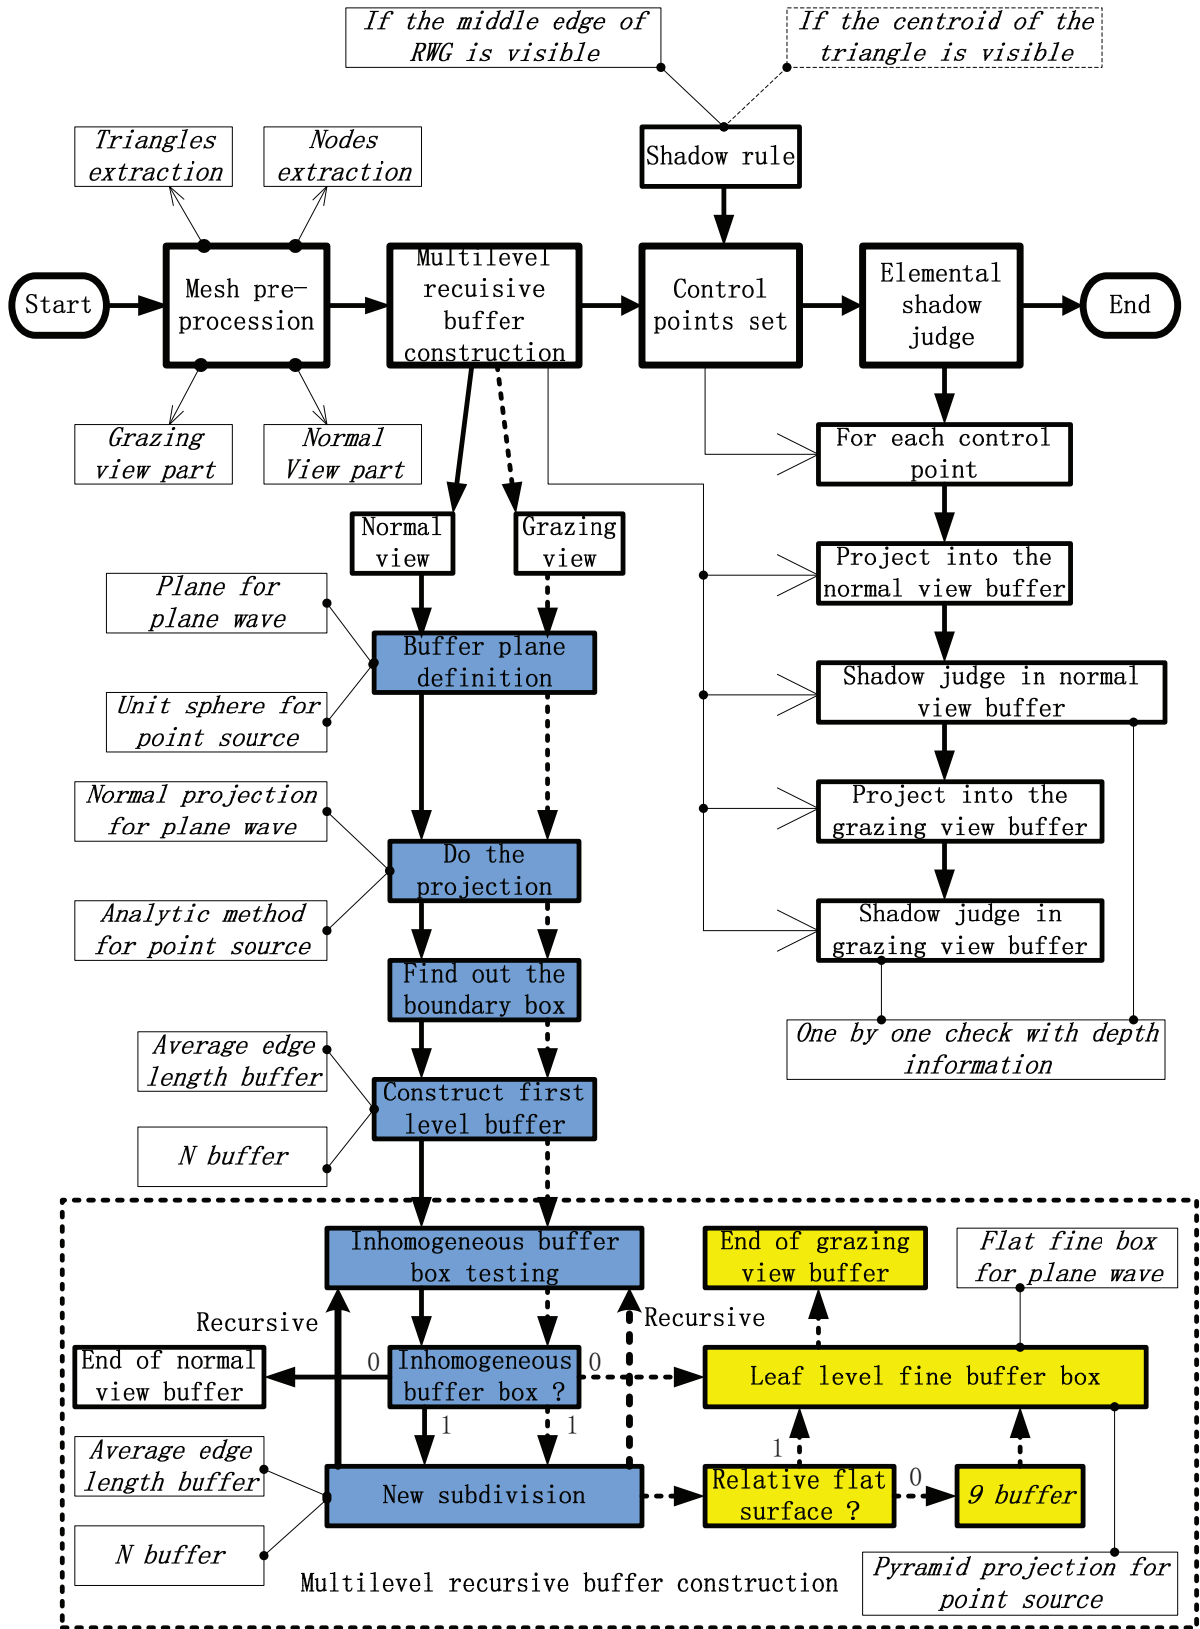 If the middle edge of
RWG is visible
If the centroid of the
triangle is visible
Triangles
extraction
Nodes
extraction
Shadow rule
Start
Mesh pre-
procession
Multilevel
recuisive
buffer
construction
Control
points set
Elemental
shadow
judge
End
Grazing
view part
Normal
View part
For each control
point
Normal
view
Grazing
view
Project into the
normal view buffer
Plane for
plane wave
Buffer plane
definition
Unit sphere for
point source
Shadow judge in normal
view buffer
Normal projection
for plane wave
Project into the
grazing view buffer
Do the
projection
Analytic method
for point source
Shadow judge in
grazing view buffer
Find out the
boundary box
One by one check with depth
information
Average edge
length buffer
Construct first
level buffer
N buffer
Inhomogeneous buffer
box testing
End of grazing
view buffer
Flat fine box
for plane wave
Recursive
Recursive
End of normal
view buffer
0
Inhomogeneous
buffer box ?
0
Leaf level fine buffer box
1
1
1
Average edge
length buffer
New subdivision
Relative flat
surface ?
0
9 buffer
N buffer
Multilevel recursive buffer construction
Pyramid projection for
point source